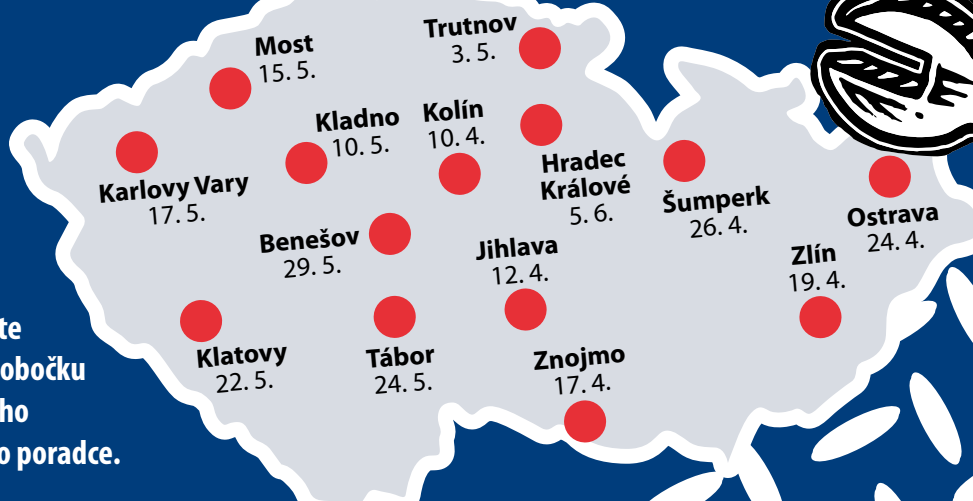 Trutnov
3. 5.
Most
15. 5.
Kladno
10. 5.
Kolín
10. 4.
Karlovy Vary
17. 5.
Hradec
Králové
5. 6.
Šumperk
26. 4.
Ostrava
24. 4.
Benešov
29. 5.
Jihlava
12. 4.
Zlín
19. 4.
Klatovy
22. 5.
Tábor
24. 5.
Znojmo
17. 4.
te
obočku
ho
o poradce.